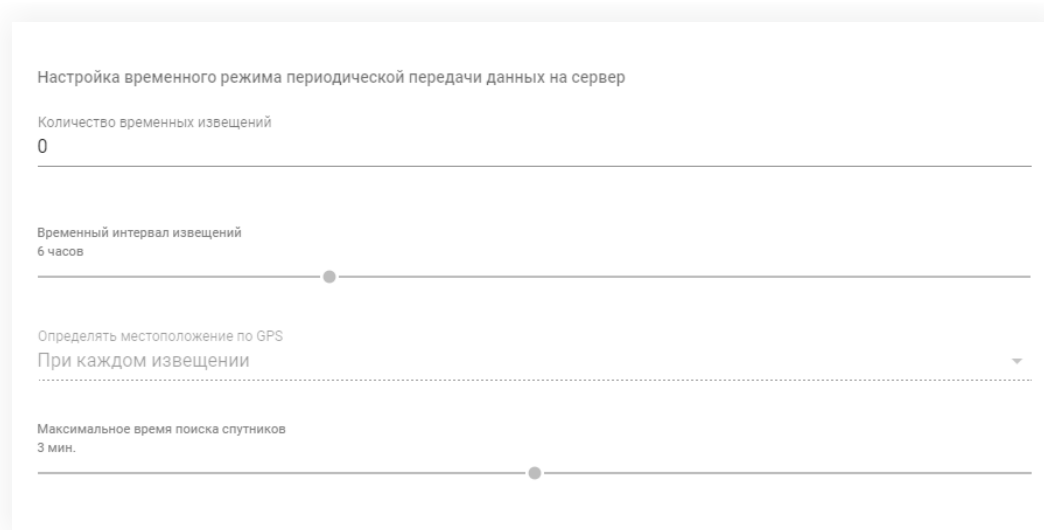 Настройка временного режима периодической передачи данных на сервер
Количество временных извещений
0
Временный интервал извещений
6 часов
Определять местоположение по GPS
При каждом извещении
Максимальное время поиска спутников
3 мин.